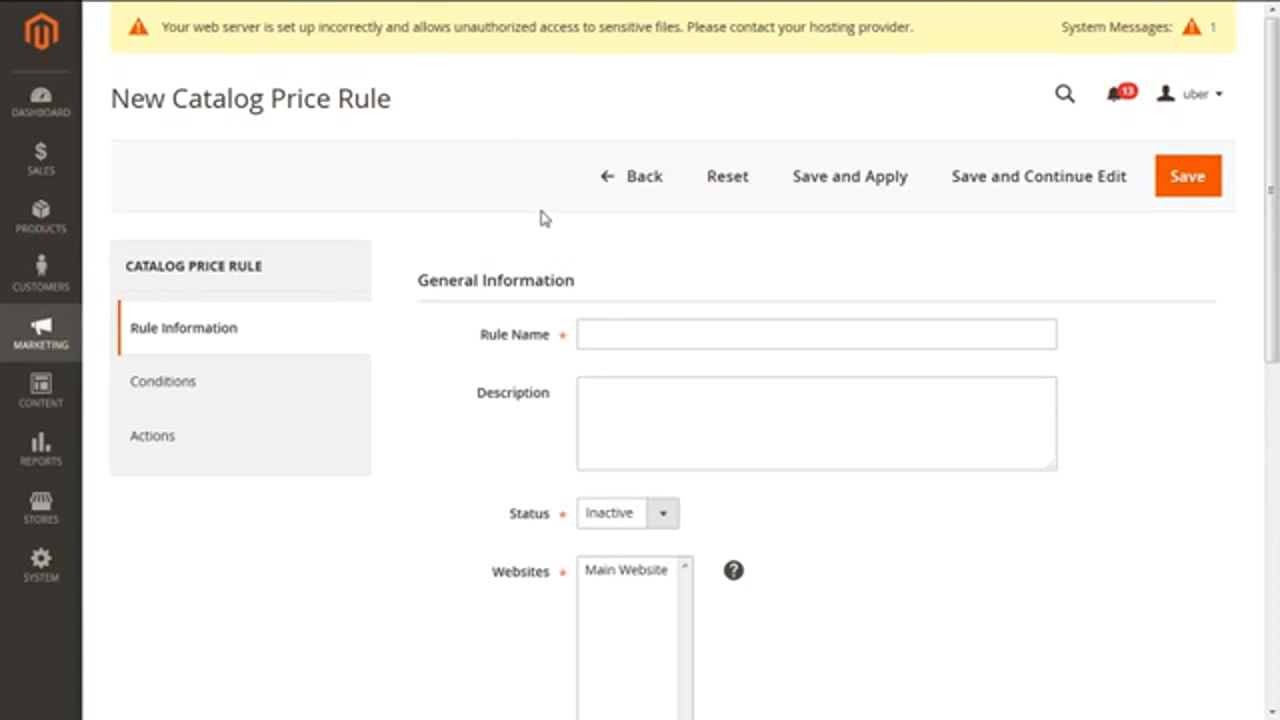 Your web server is set up incorrectly and allows unauthorized access to sensitive files. Please contact your hosting provider.
System Messages: 1
New Catalog Price Rule
13
uber
Back
Reset
Save and Apply
Save and Continue Edit
Save
DASHBOARD
SALES
PRODUCTS
CUSTOMERS
MARKETING
CONTENT
REPORTS
STORES
SYSTEM
CATALOG PRICE RULE
Rule Information
Conditions
Actions
General Information
Rule Name *
Description
Status * Inactive
Websites * Main Website ?